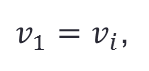 v₁ = vᵢ,